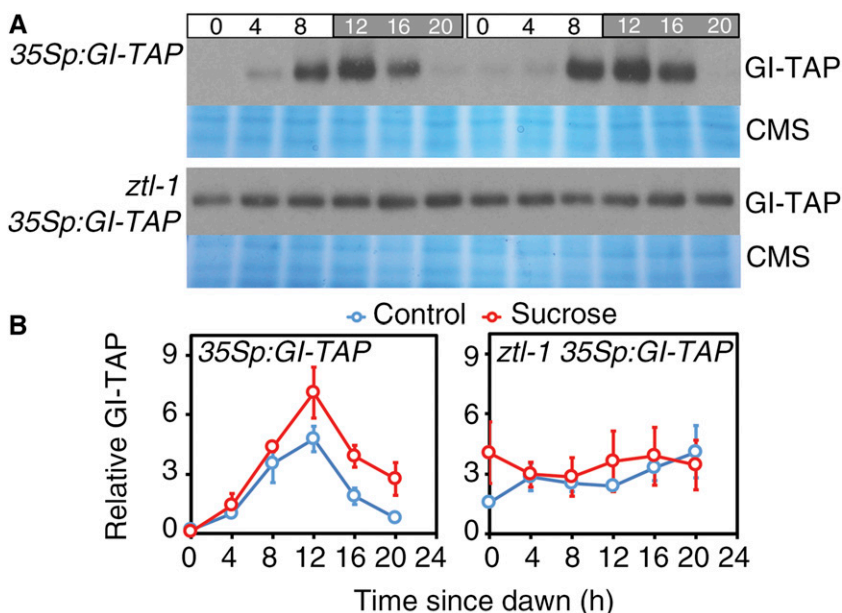 A
0 4 8 12 16 20 0 4 8 12 16 20
35Sp:GI-TAP
GI-TAP
CMS
ztl-1
35Sp:GI-TAP
GI-TAP
CMS
B
Control Sucrose
35Sp:GI-TAP
ztl-1 35Sp:GI-TAP
Relative GI-TAP
9
6
3
0
0 4 8 12 16 20 24
9
6
3
0
0 4 8 12 16 20 24
Time since dawn (h)